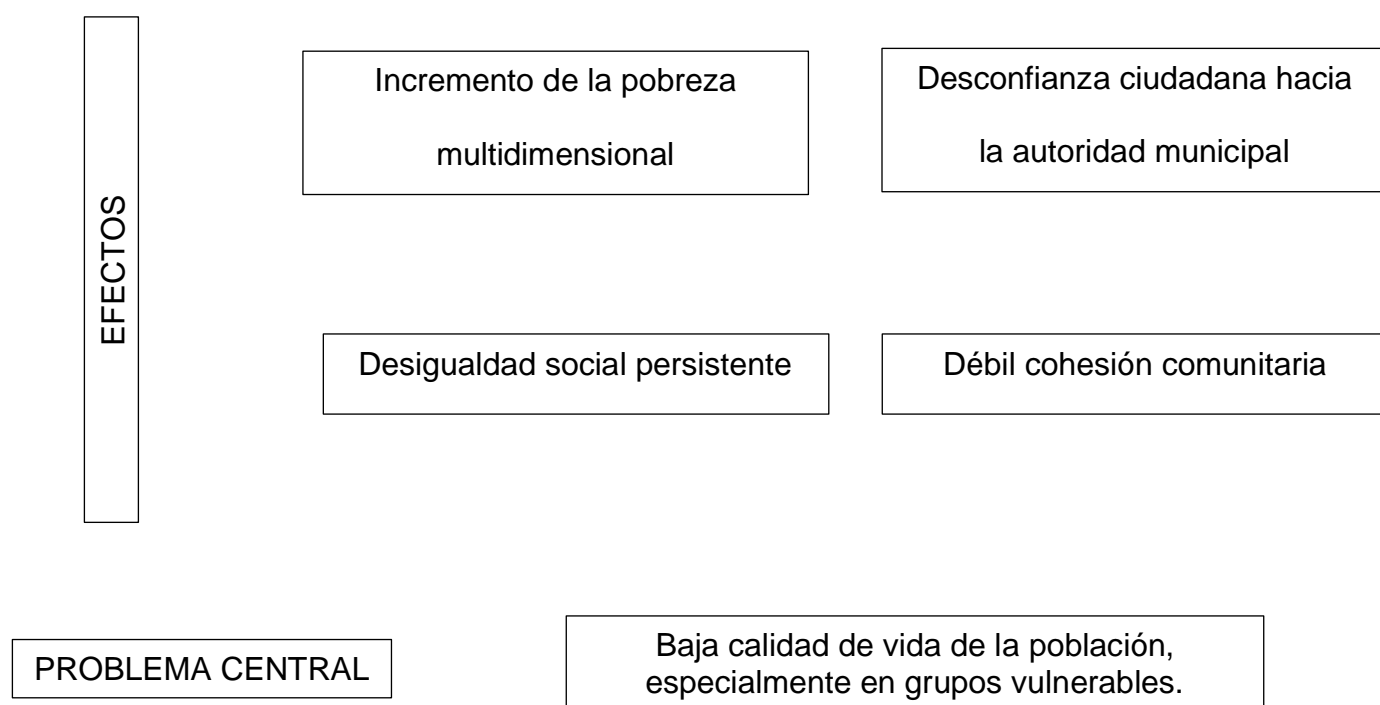 EFECTOS
Incremento de la pobreza
multidimensional
Desconfianza ciudadana hacia
la autoridad municipal
Desigualdad social persistente
Débil cohesión comunitaria
PROBLEMA CENTRAL
Baja calidad de vida de la población,
especialmente en grupos vulnerables.